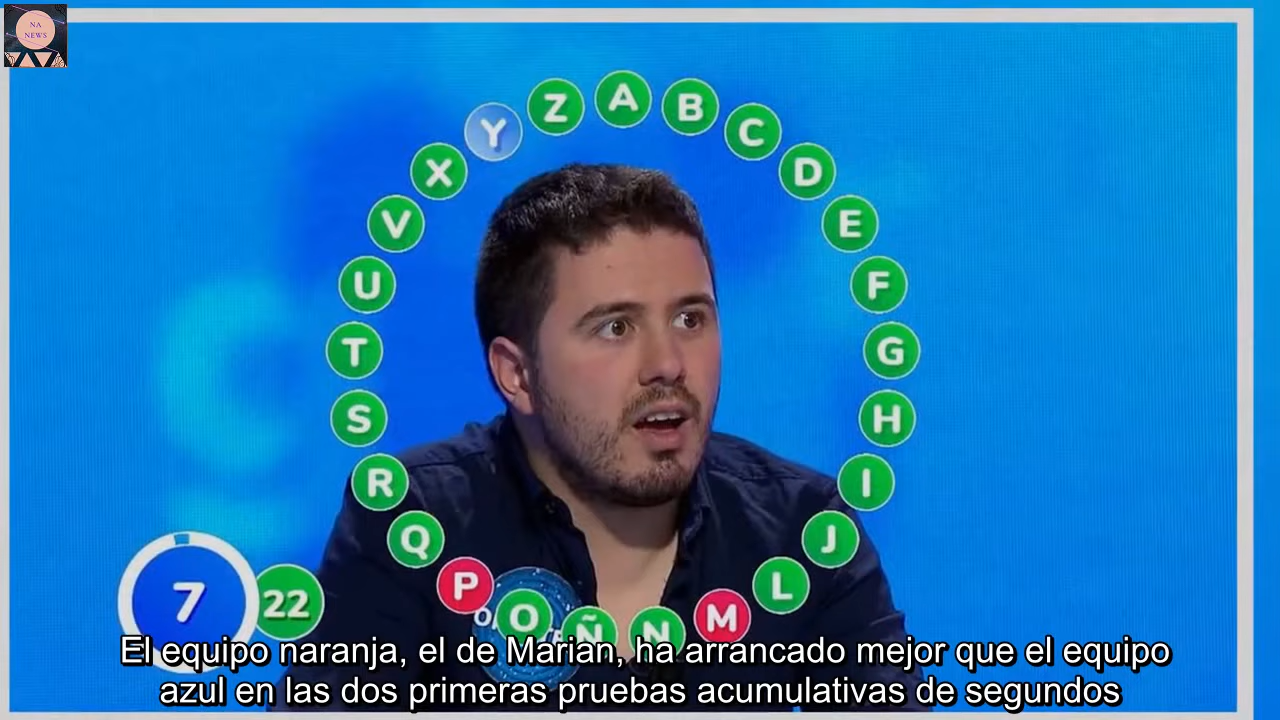 NA
NEWS
Z
A
B
C
D
E
F
G
H
I
J
L
M
N
Ñ
O
P
Q
R
S
T
U
V
X
Y
7
22
El equipo naranja, el de Marian, ha arrancado mejor que el equipo
azul en las dos primeras pruebas acumulativas de segundos